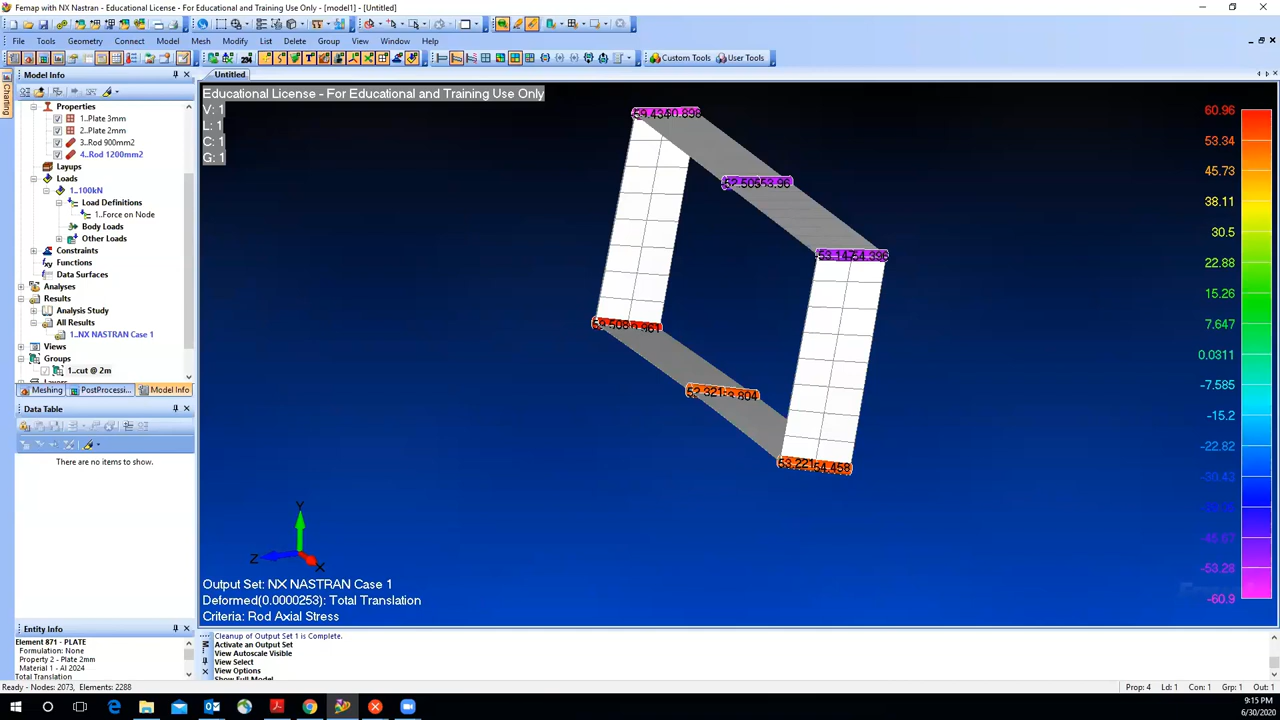 Femap with NX Nastran - Educational License - For Educational and Training Use Only - [model1] - [Untitled]
File Tools Geometry Connect Model Mesh Modify List Delete Group View Window Help
Custom Tools User Tools
Charting
Model Info
Untitled
Properties
1..Plate 3mm
2..Plate 2mm
3..Rod 900mm2
4..Rod 1200mm2
Layups
Loads
1..100kN
Load Definitions
1..Force on Node
Body Loads
Other Loads
Constraints
Functions
Data Surfaces
Analyses
Results
Analysis Study
All Results
1..NX NASTRAN Case 1
Views
Groups
1..cut @ 2m
Meshing PostProcessi... Model Info
Data Table
There are no items to show.
Entity Info
Element 871 - PLATE
Formulation: None
Property 2 - Plate 2mm
Material 1 - Al 2024
Total Translation
Educational License - For Educational and Training Use Only
V: 1
L: 1
C: 1
G: 1
60.96
53.34
45.73
38.11
30.5
22.88
15.26
7.647
0.0311
-7.585
-15.2
-22.82
-30.43
-53.28
-60.9
Y
Z
X
Output Set: NX NASTRAN Case 1
Deformed(0.0000253): Total Translation
Criteria: Rod Axial Stress
Cleanup of Output Set 1 is Complete.
Activate an Output Set
View Autoscale Visible
View Select
View Options
Show Full Model
Ready - Nodes: 2073, Elements: 2288
Prop: 4 Ld: 1 Con: 1 Grp: 1 Out: 1
9:15 PM
6/30/2020